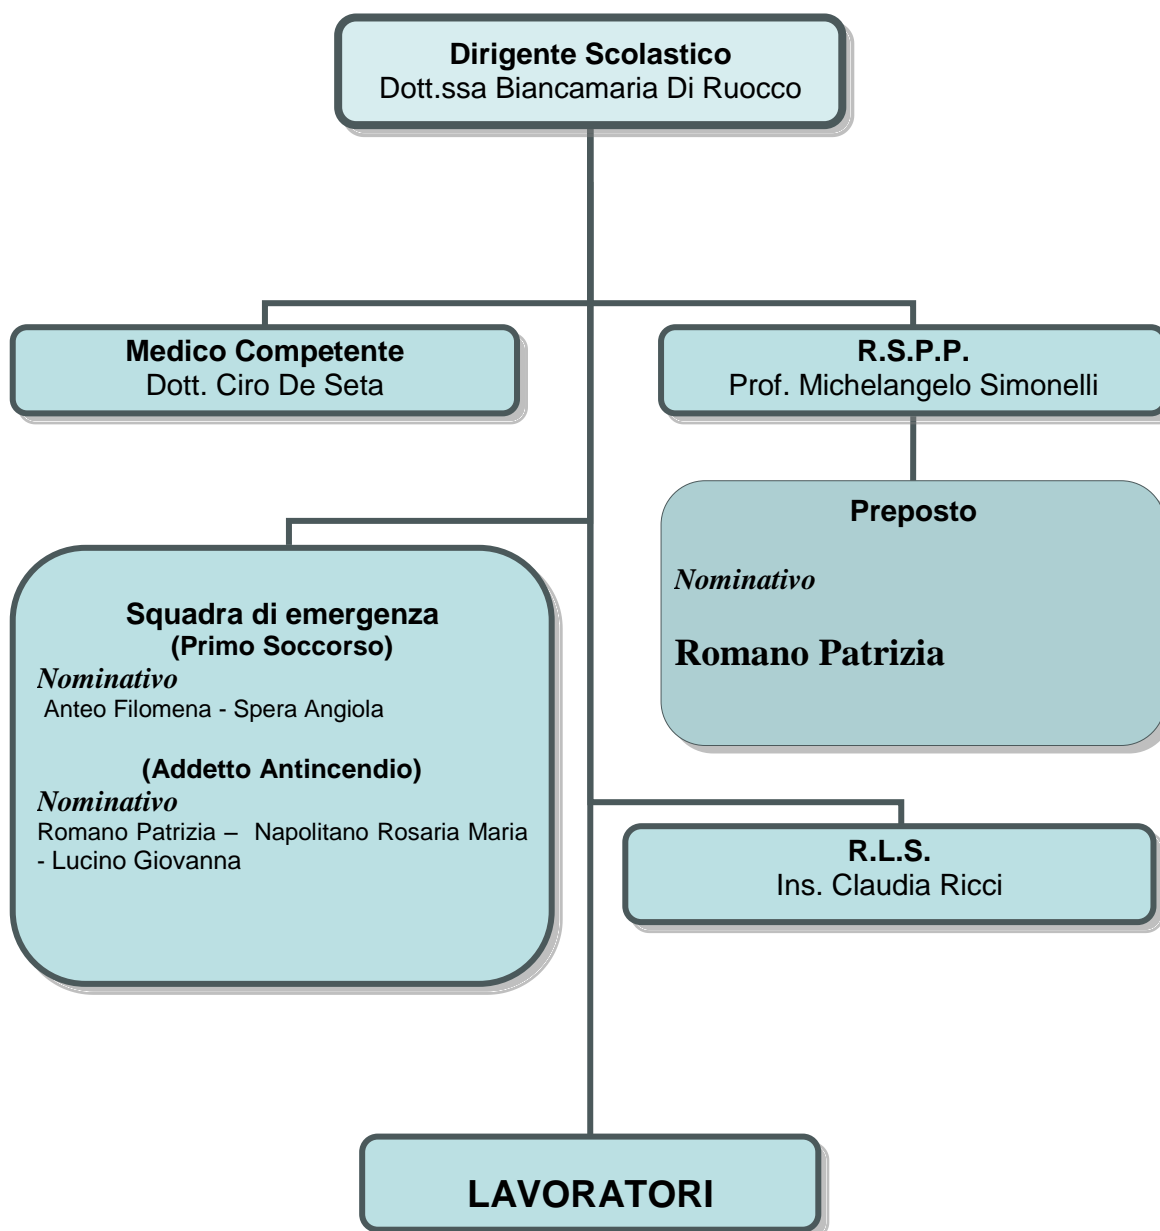 Dirigente Scolastico
Dott.ssa Biancamaria Di Ruocco
Medico Competente
Dott. Ciro De Seta
R.S.P.P.
Prof. Michelangelo Simonelli
Preposto
Nominativo
Romano Patrizia
Squadra di emergenza
(Primo Soccorso)
Nominativo
Anteo Filomena - Spera Angiola
(Addetto Antincendio)
Nominativo
Romano Patrizia – Napolitano Rosaria Maria
- Lucino Giovanna
R.L.S.
Ins. Claudia Ricci
LAVORATORI